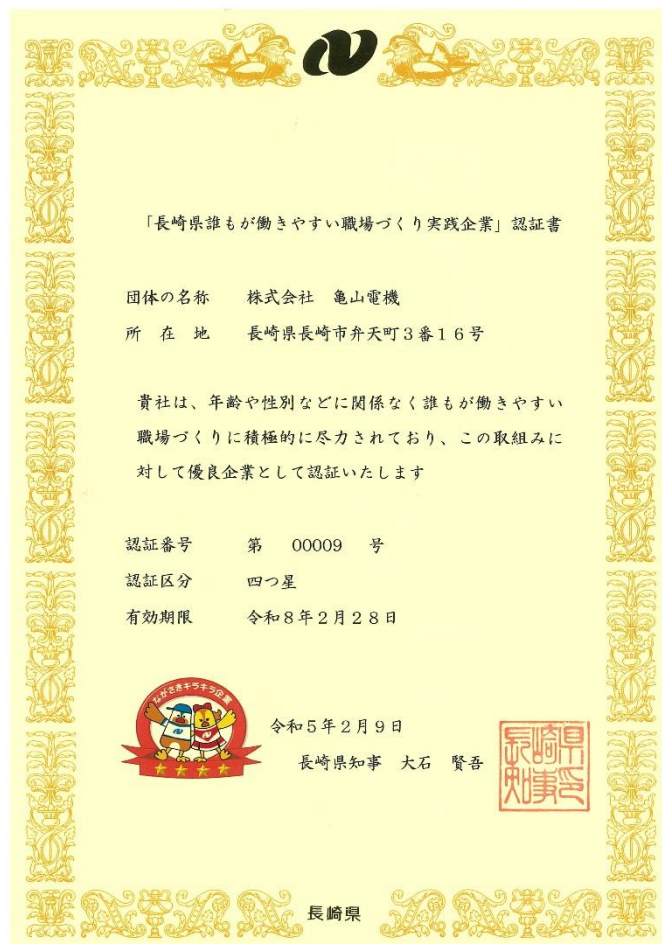 「長崎県誰もが働きやすい職場づくり実践企業」認証書
団体の名称 株式会社 亀山電機
所在地 長崎県長崎市弁天町3番16号
貴社は、年齢や性別などに関係なく誰もが働きやすい
職場づくりに積極的に尽力されており、この取組みに
対して優良企業として認証いたします
認証番号 第 00009 号
認証区分 四つ星
有効期限 令和8年2月28日
ながさきキラキラ企業
令和5年2月9日
長崎県知事 大石 賢吾
長崎県知事印
長崎県